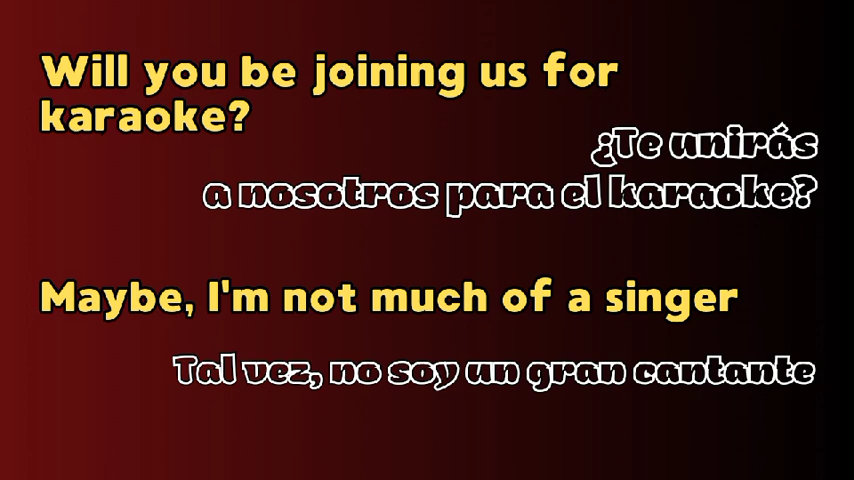 Will you be joining us for
karaoke?
¿Te unirás
a nosotros para el karaoke?
Maybe, I'm not much of a singer
Tal vez, no soy un gran cantante